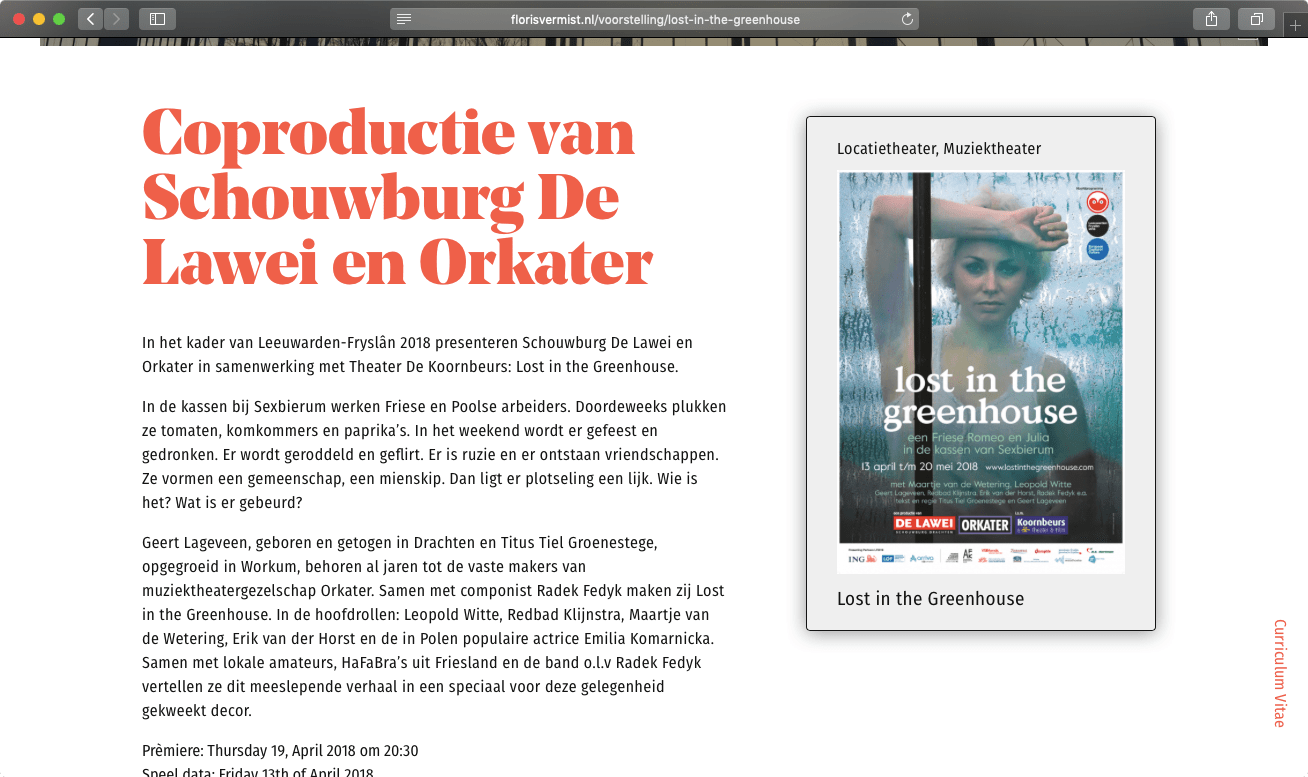 florisvermist.nl/voorstelling/lost-in-the-greenhouse
Coproductie van
Schouwburg De
Lawei en Orkater
In het kader van Leeuwarden-Fryslân 2018 presenteren Schouwburg De Lawei en
Orkater in samenwerking met Theater De Koornbeurs: Lost in the Greenhouse.
In de kassen bij Sexbierum werken Friese en Poolse arbeiders. Doordeweeks plukken
ze tomaten, komkommers en paprika’s. In het weekend wordt er gefeest en
gedronken. Er wordt geroddeld en geflirt. Er is ruzie en er ontstaan vriendschappen.
Ze vormen een gemeenschap, een mienskip. Dan ligt er plotseling een lijk. Wie is
het? Wat is er gebeurd?
Geert Lageveen, geboren en getogen in Drachten en Titus Tiel Groenestege,
opgegroeid in Workum, behoren al jaren tot de vaste makers van
muziektheatergezelschap Orkater. Samen met componist Radek Fedyk maken zij Lost
in the Greenhouse. In de hoofdrollen: Leopold Witte, Redbad Klijnstra, Maartje van
de Wetering, Erik van der Horst en de in Polen populaire actrice Emilia Komarnicka.
Samen met lokale amateurs, HaFaBra’s uit Friesland en de band o.l.v Radek Fedyk
vertellen ze dit meeslepende verhaal in een speciaal voor deze gelegenheid
gekweekt decor.
Prèmiere: Thursday 19, April 2018 om 20:30
Speel data: Friday 13th of April 2018
Locatietheater, Muziektheater
lost in the
greenhouse
een Friese Romeo en Julia
in de kassen van Sexbierum
13 april t/m 20 mei 2018 www.lostinthegreenhouse.com
met Maartje van de Wetering, Leopold Witte
Geert Lageveen, Redbad Klijnstra, Erik van der Horst, Radek Fedyk e.a.
tekst en regie Titus Tiel Groenestege en Geert Lageveen
DE LAWEI ORKATER Koornbeurs
ING
arriva
Lost in the Greenhouse
Curriculum Vitae